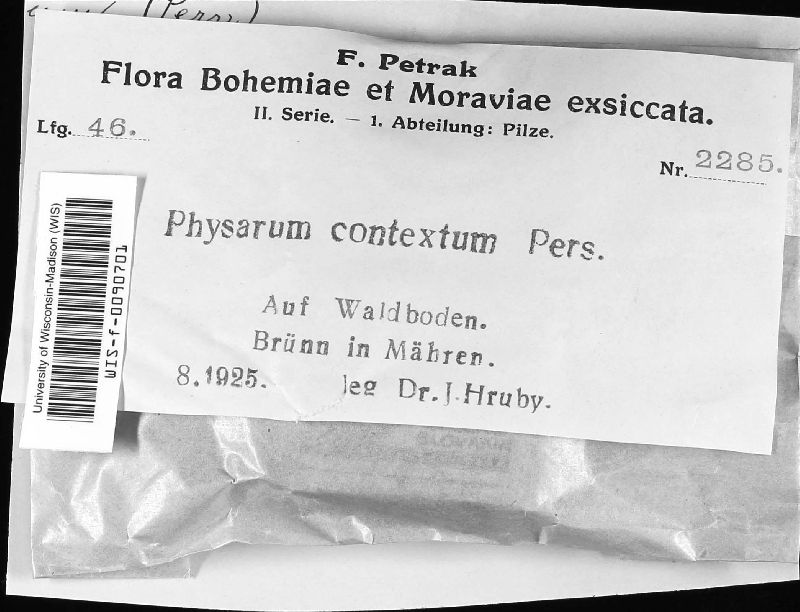 (Pers.)
F. Petrak
Flora Bohemiae et Moraviae exsiccata.
II. Serie. — 1. Abteilung: Pilze.
Lfg. 46.
Nr. 2285.
Physarum contextum Pers.
Auf Waldboden.
Brünn in Mähren.
8.1925. leg Dr. J. Hruby.
University of Wisconsin-Madison (WIS)
WIS-f-0090701